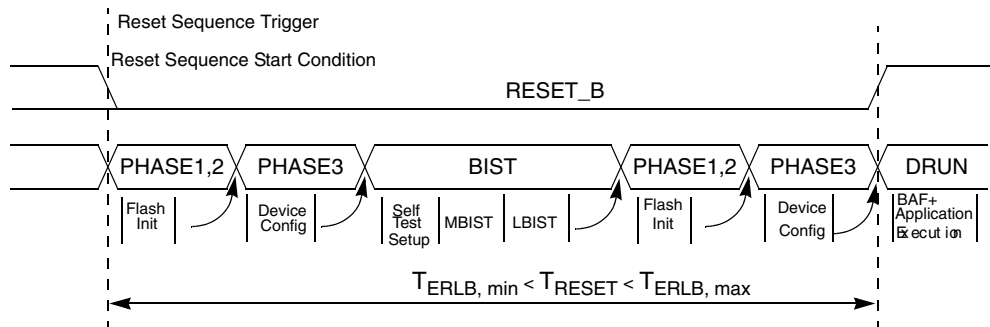 Reset Sequence Trigger
Reset Sequence Start Condition
RESET_B
PHASE1,2 PHASE3 BIST PHASE1,2 PHASE3 DRUN
Flash Init
Device Config
Self Test Setup
MBIST
LBIST
Flash Init
Device Config
BAF+ Application Execution
TERLB, min < TRESET < TERLB, max